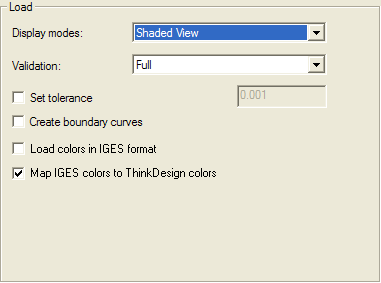 Load
Display modes: Shaded View
Validation: Full
Set tolerance 0.001
Create boundary curves
Load colors in IGES format
Map IGES colors to ThinkDesign colors